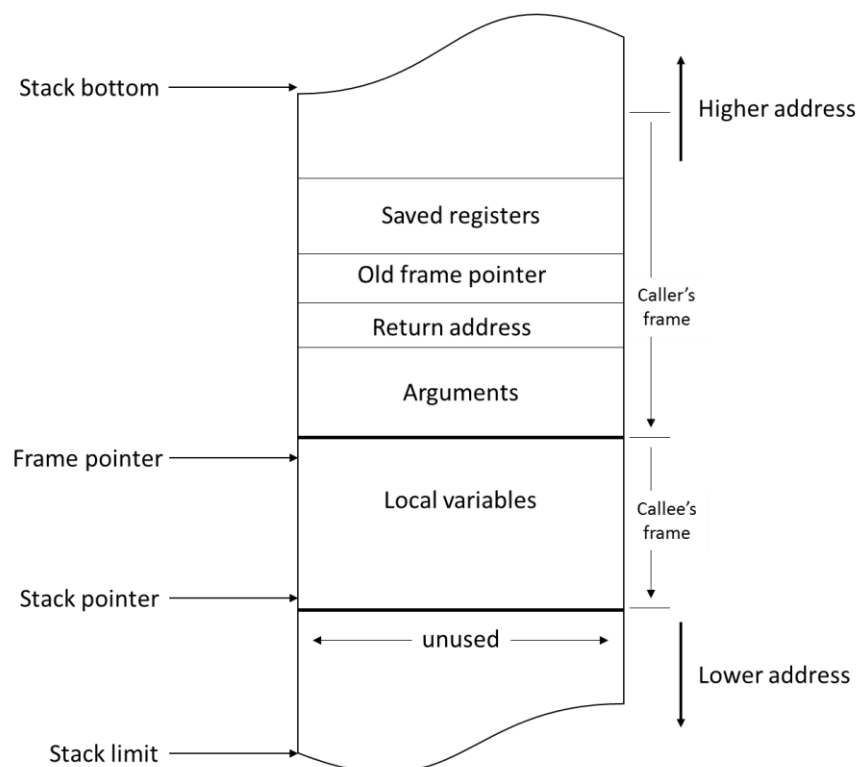 Stack bottom
Higher address
Saved registers
Old frame pointer
Caller's
frame
Return address
Arguments
Frame pointer
Local variables
Callee's
frame
Stack pointer
unused
Lower address
Stack limit